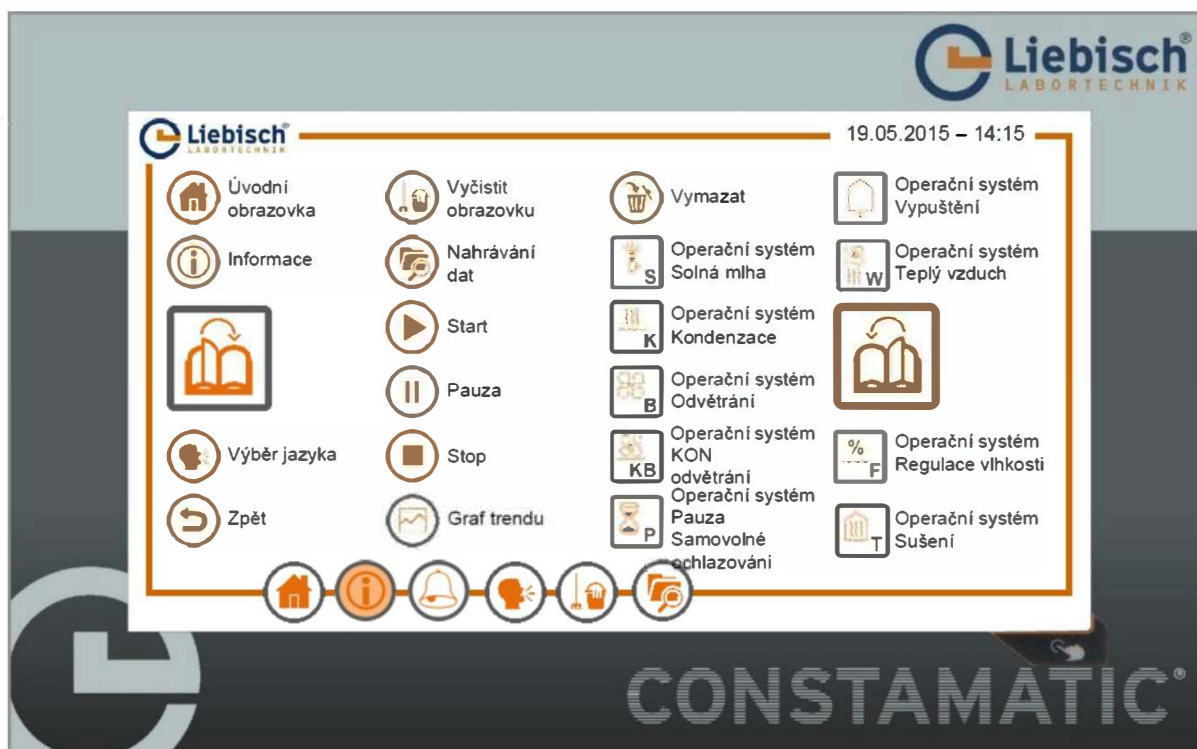 Liebisch®
LABORTECHNIK
Liebisch®
LABORTECHNIK
19.05.2015 – 14:15
Úvodní
obrazovka
Informace
Výběr jazyka
Zpět
Vyčistit
obrazovku
Nahrávání
dat
Start
Pauza
Stop
Graf trendu
Vymazat
S
Operační systém
Solná mlha
K
Operační systém
Kondenzace
B
Operační systém
Odvětrání
KB
Operační systém
KON
odvětrání
P
Operační systém
Pauza
Samovolné
ochlazování
Operační systém
Vypuštění
W
Operační systém
Teplý vzduch
%
F
Operační systém
Regulace vlhkosti
T
Operační systém
Sušení
CONSTAMATIC®